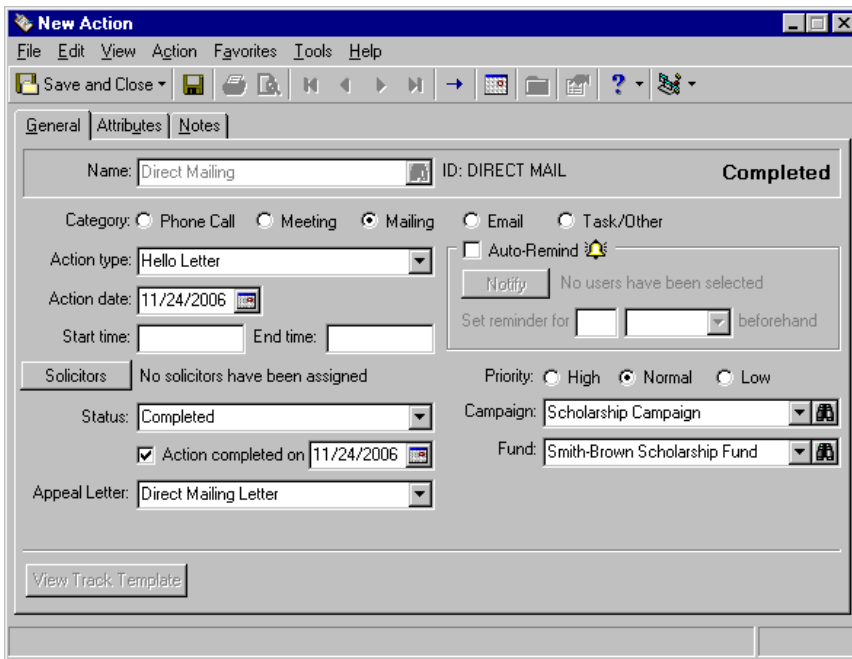 New Action
File Edit View Action Favorites Tools Help
Save and Close
General Attributes Notes
Name: Direct Mailing ID: DIRECT MAIL Completed
Category: Phone Call Meeting Mailing Email Task/Other
Action type: Hello Letter
Auto-Remind
Notify No users have been selected
Action date: 11/24/2006
Set reminder for beforehand
Start time: End time:
Solicitors No solicitors have been assigned
Priority: High Normal Low
Status: Completed
Campaign: Scholarship Campaign
Action completed on 11/24/2006
Fund: Smith-Brown Scholarship Fund
Appeal Letter: Direct Mailing Letter
View Track Template